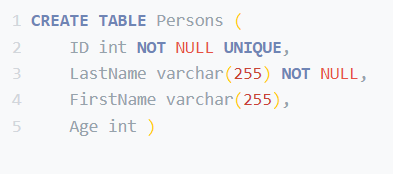 1 CREATE TABLE Persons (
2 ID int NOT NULL UNIQUE,
3 LastName varchar(255) NOT NULL,
4 FirstName varchar(255),
5 Age int )